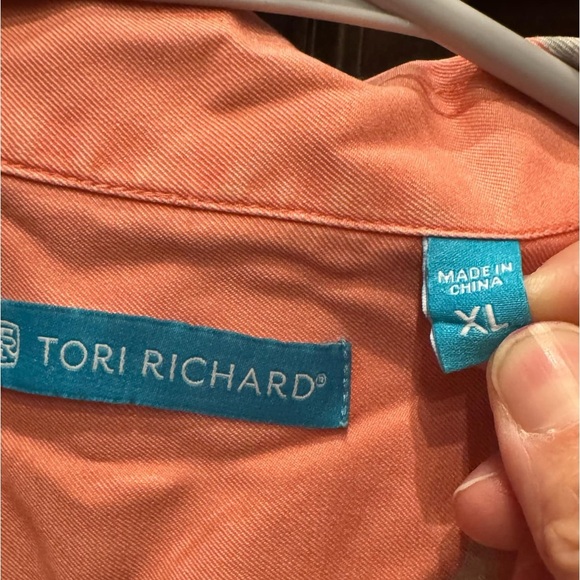 MADE IN
CHINA
XL
TORI RICHARD®